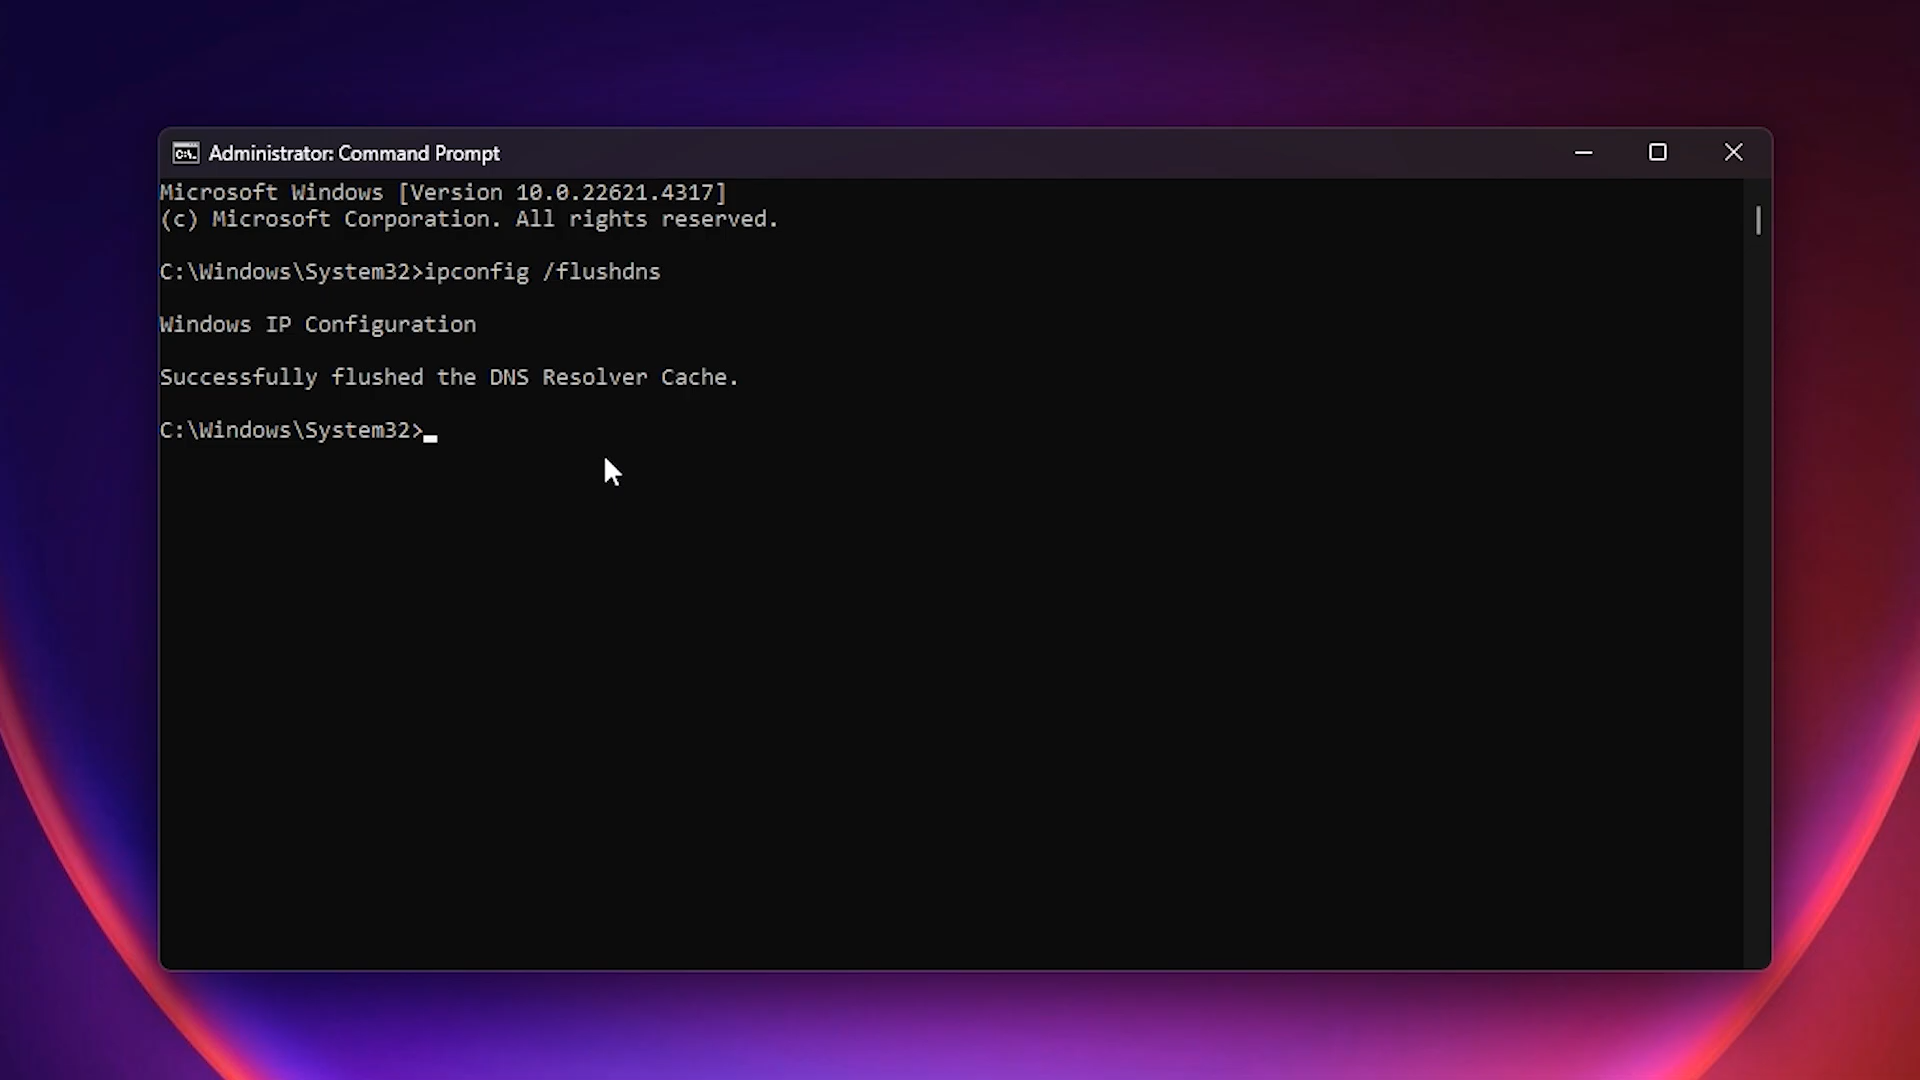 Administrator: Command Prompt
Microsoft Windows [Version 10.0.22621.4317]
(c) Microsoft Corporation. All rights reserved.
C:\Windows\System32>ipconfig /flushdns
Windows IP Configuration
Successfully flushed the DNS Resolver Cache.
C:\Windows\System32>